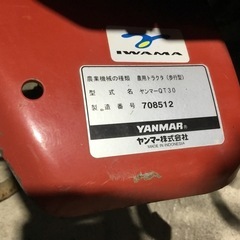 IWAMA
農業機械の種類 農用トラクタ(歩行型)
型式名 ヤンマーQT30
製造番号 708512
YANMAR®
ヤンマー株式会社
MADE IN INDONESIA